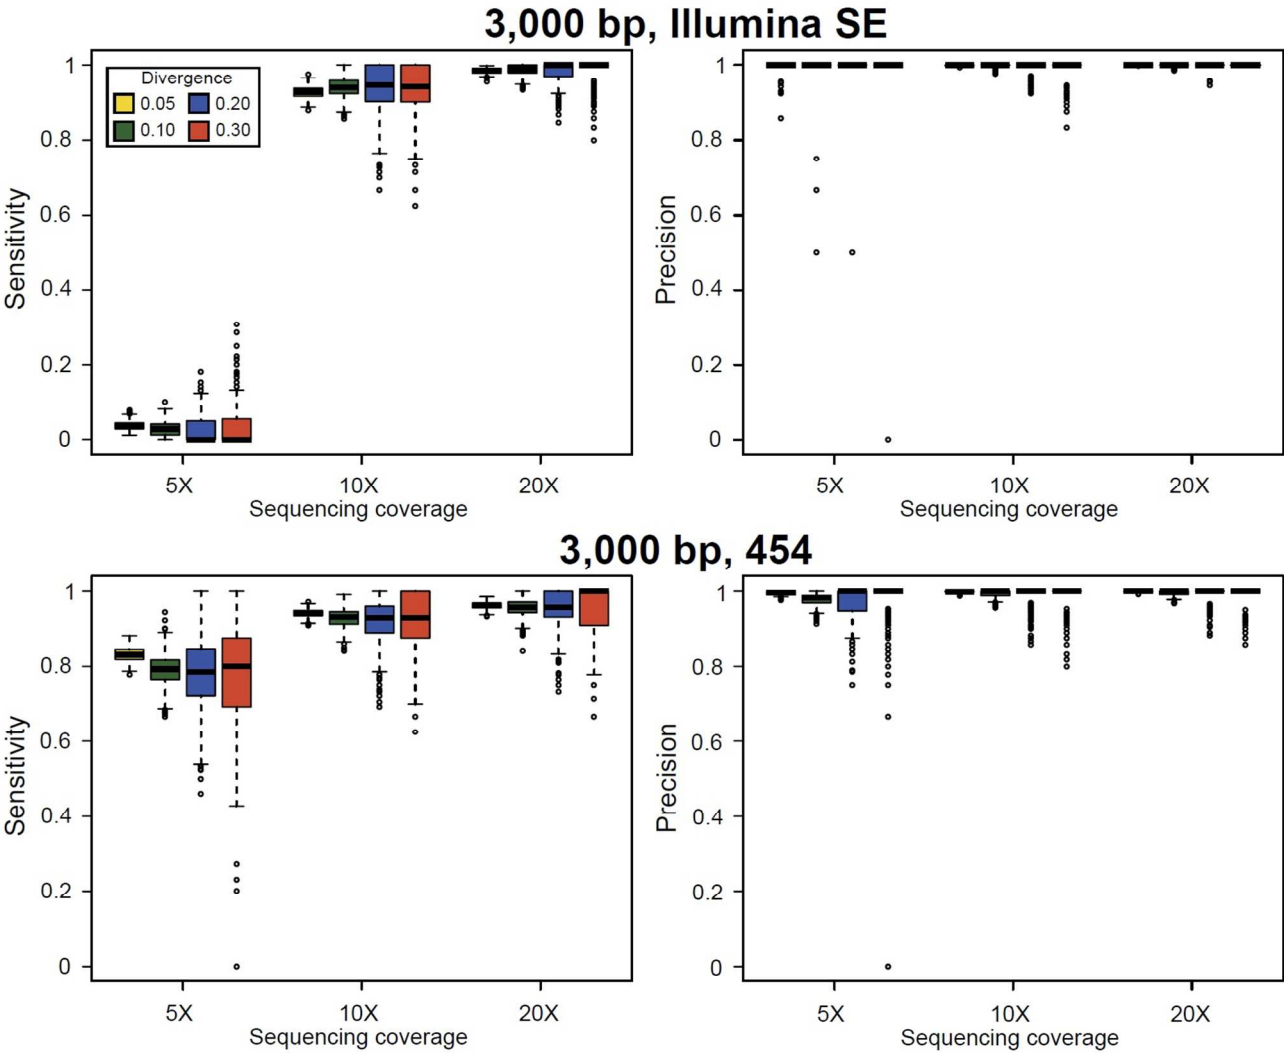 3,000 bp, Illumina SE
Divergence
0.05 0.20
0.10 0.30
Sensitivity
1
0.8
0.6
0.4
0.2
0
5X 10X 20X
Sequencing coverage
Precision
1
0.8
0.6
0.4
0.2
0
5X 10X 20X
Sequencing coverage
3,000 bp, 454
Sensitivity
1
0.8
0.6
0.4
0.2
0
5X 10X 20X
Sequencing coverage
Precision
1
0.8
0.6
0.4
0.2
0
5X 10X 20X
Sequencing coverage